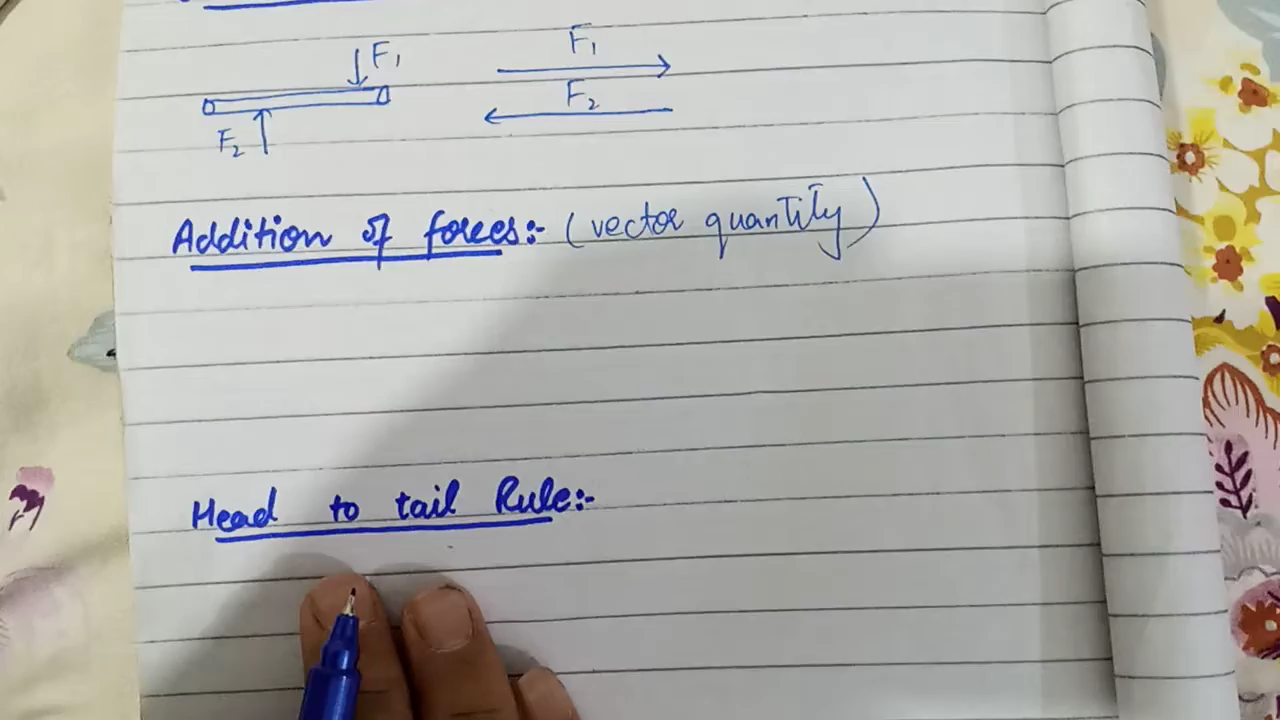 F₁
F₁
F₂
F₂
Addition of forces:- (vector quantity)
Head to tail Rule:-